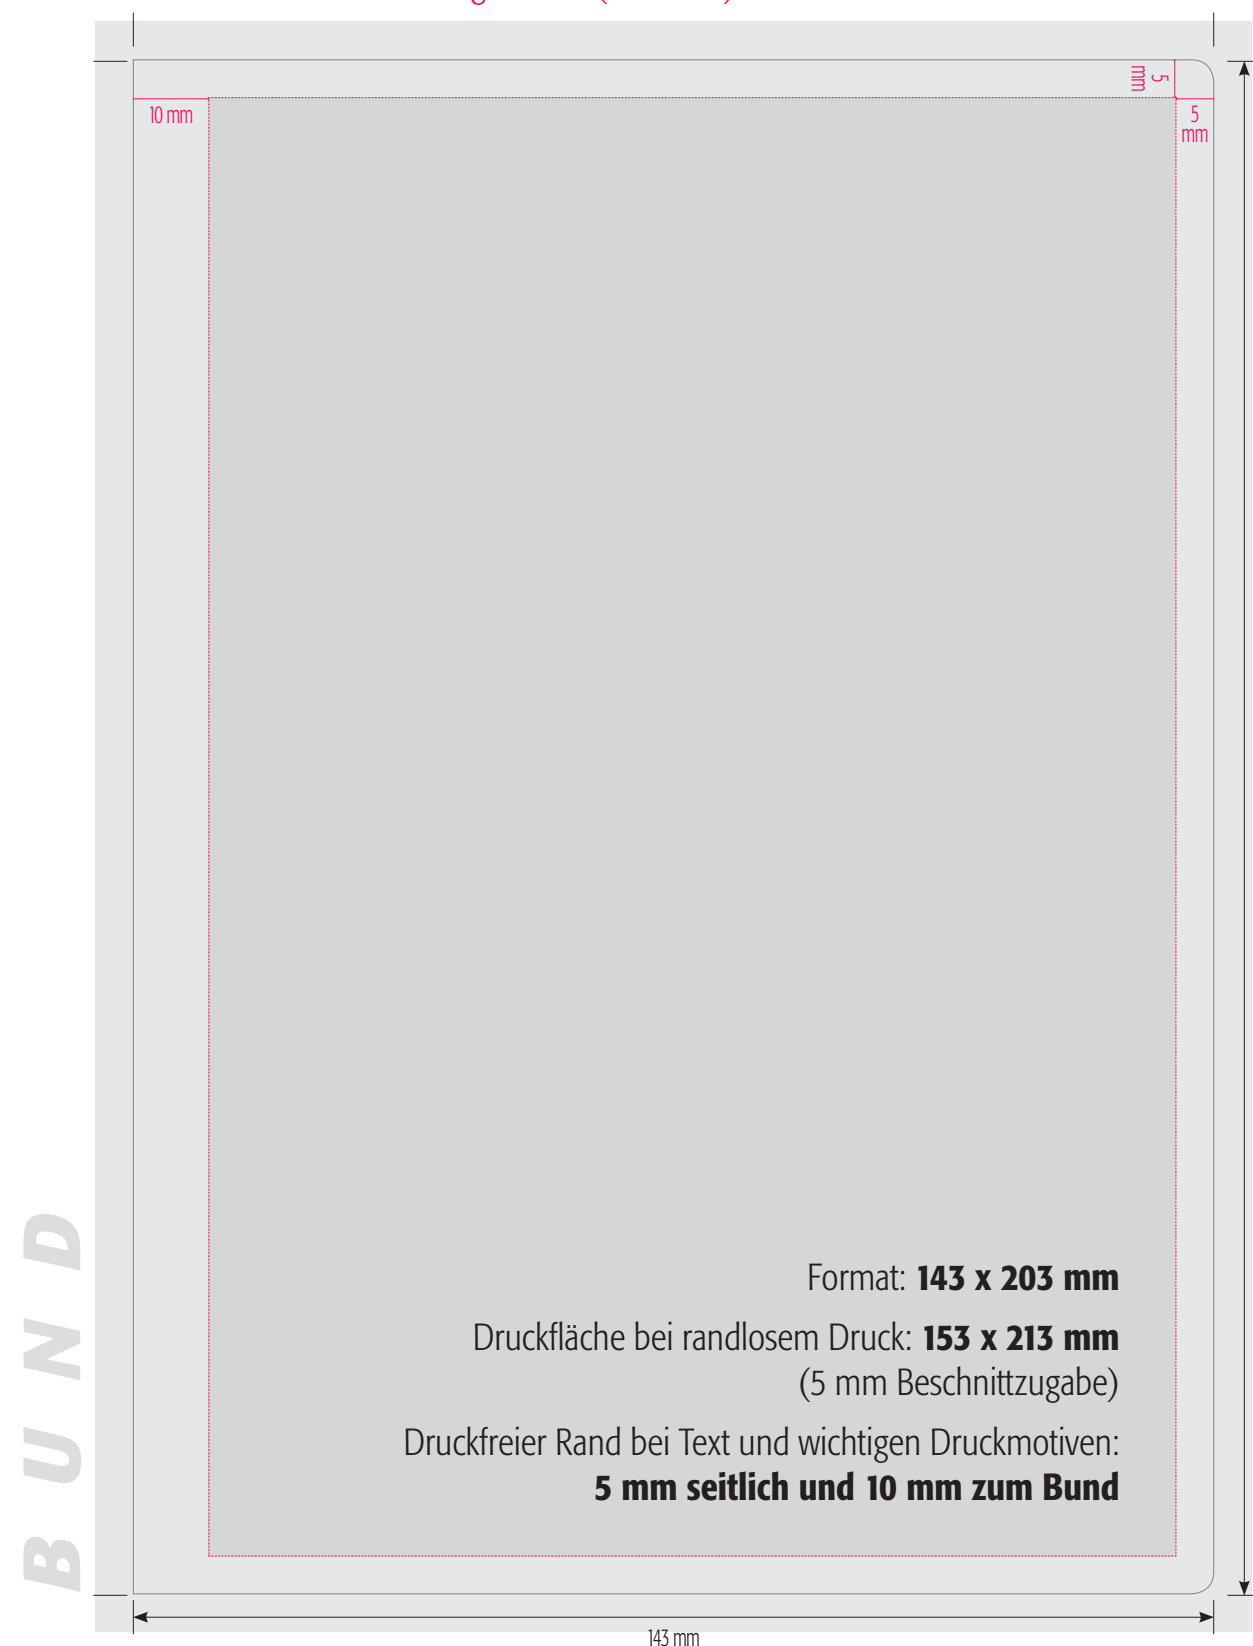 5
mm
10 mm
5
mm
Format: 143 x 203 mm
Druckfläche bei randlosem Druck: 153 x 213 mm
(5 mm Beschnittzugabe)
Druckfreier Rand bei Text und wichtigen Druckmotiven:
5 mm seitlich und 10 mm zum Bund
BUND
143 mm